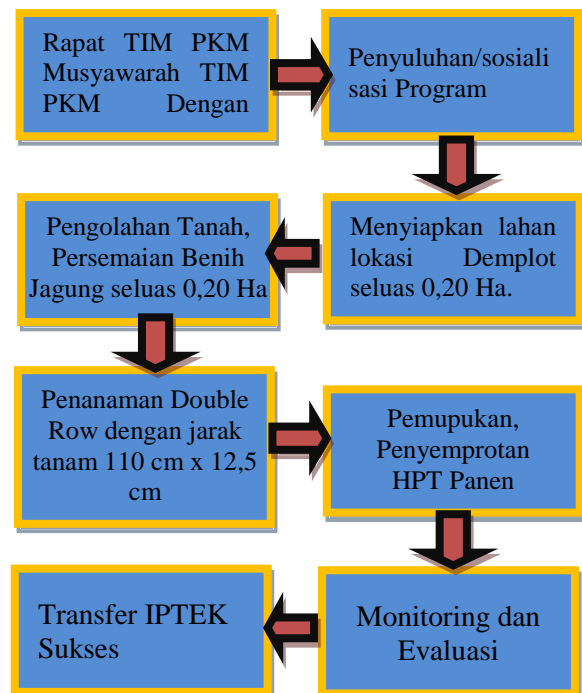 Rapat TIM PKM
Musyawarah TIM
PKM Dengan
Penyuluhan/sosiali
sasi Program
Menyiapkan lahan
lokasi Demplot
seluas 0,20 Ha.
Pengolahan Tanah,
Persemaian Benih
Jagung seluas 0,20 Ha
Penanaman Double
Row dengan jarak
tanam 110 cm x 12,5
cm
Pemupukan,
Penyemprotan
HPT Panen
Monitoring dan
Evaluasi
Transfer IPTEK
Sukses